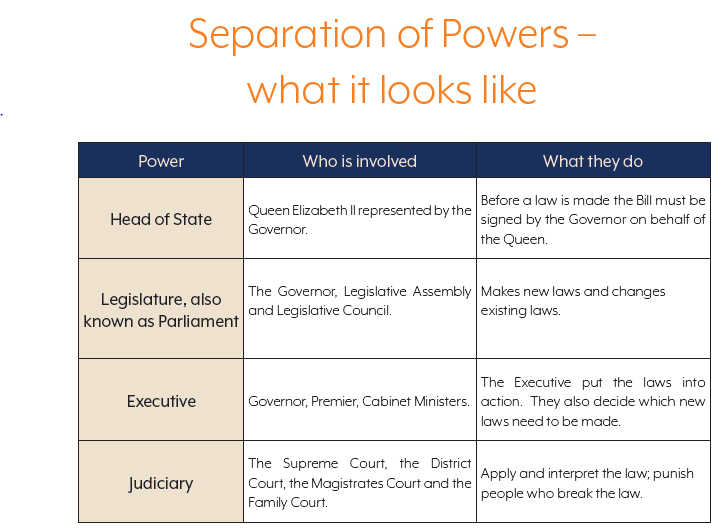 Separation of Powers –
what it looks like
Power
Who is involved
What they do
Head of State
Queen Elizabeth II represented by the
Governor.
Before a law is made the Bill must be
signed by the Governor on behalf of
the Queen.
Legislature, also
known as Parliament
The Governor, Legislative Assembly
and Legislative Council.
Makes new laws and changes
existing laws.
Executive
Governor, Premier, Cabinet Ministers.
The Executive put the laws into
action. They also decide which new
laws need to be made.
Judiciary
The Supreme Court, the District
Court, the Magistrates Court and the
Family Court.
Apply and interpret the law; punish
people who break the law.